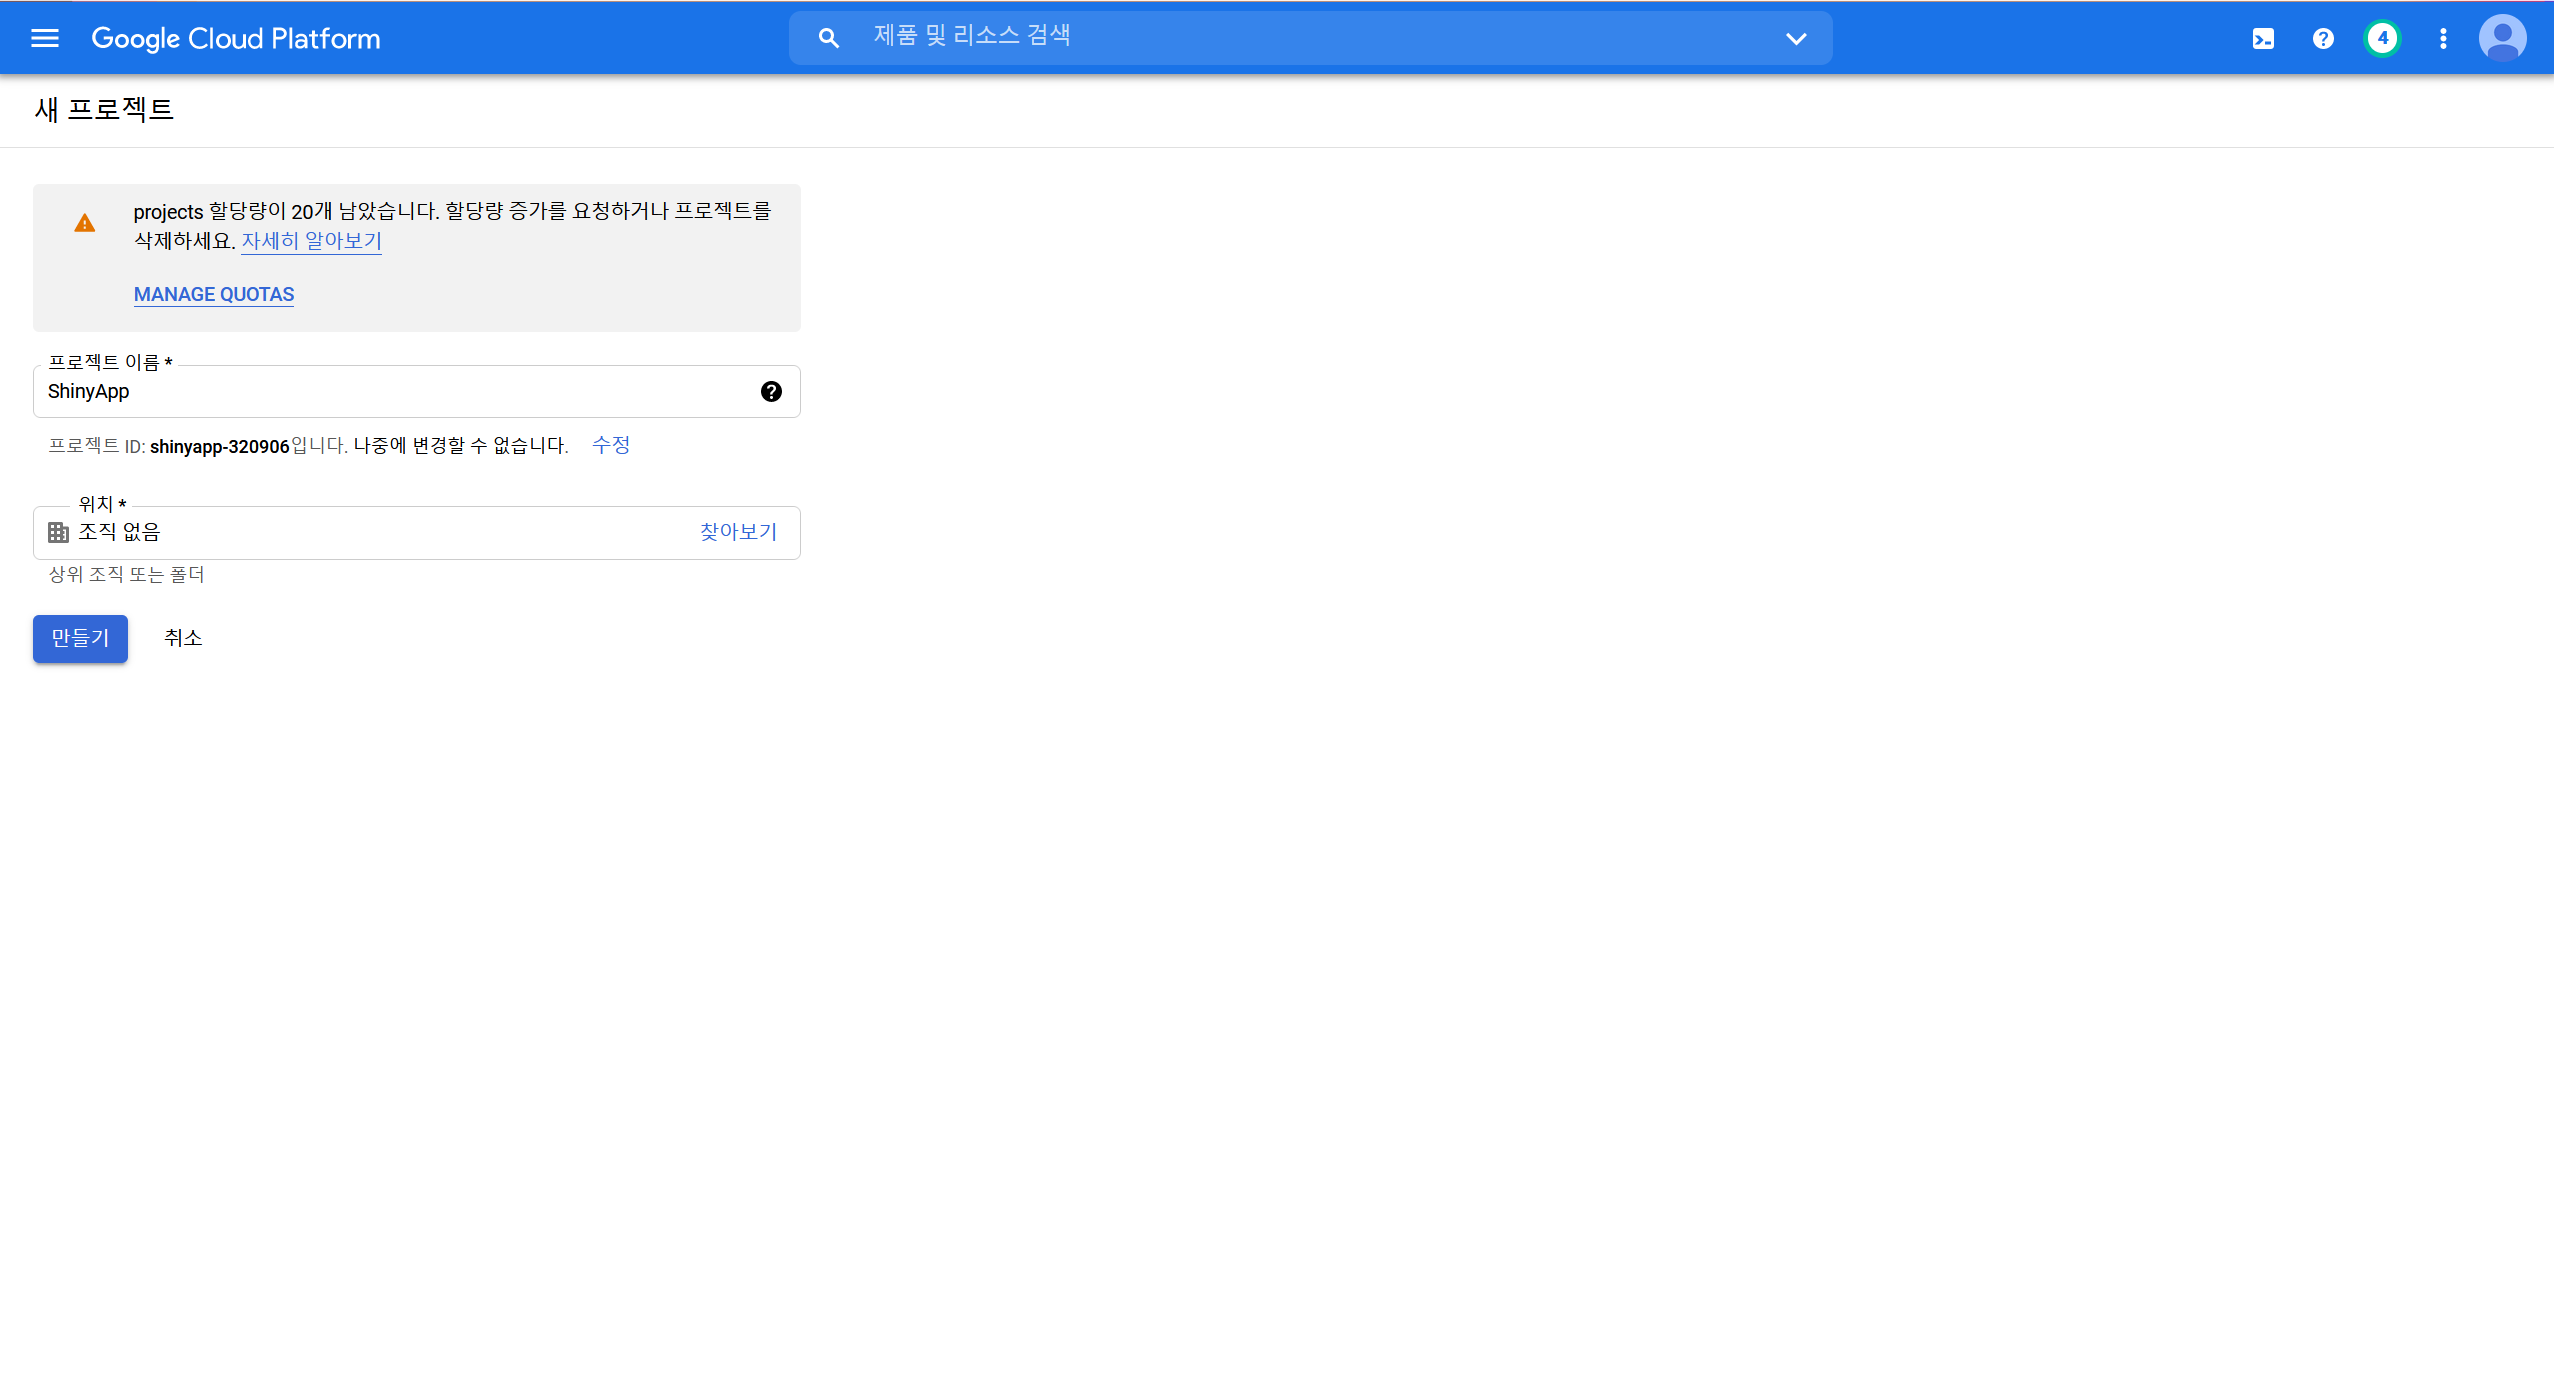 Google Cloud Platform
제품 및 리소스 검색
4
새 프로젝트
projects 할당량이 20개 남았습니다. 할당량 증가를 요청하거나 프로젝트를
삭제하세요. 자세히 알아보기
MANAGE QUOTAS
프로젝트 이름 *
ShinyApp
프로젝트 ID: shinyapp-320906입니다. 나중에 변경할 수 없습니다. 수정
위치 *
조직 없음 찾아보기
상위 조직 또는 폴더
만들기 취소